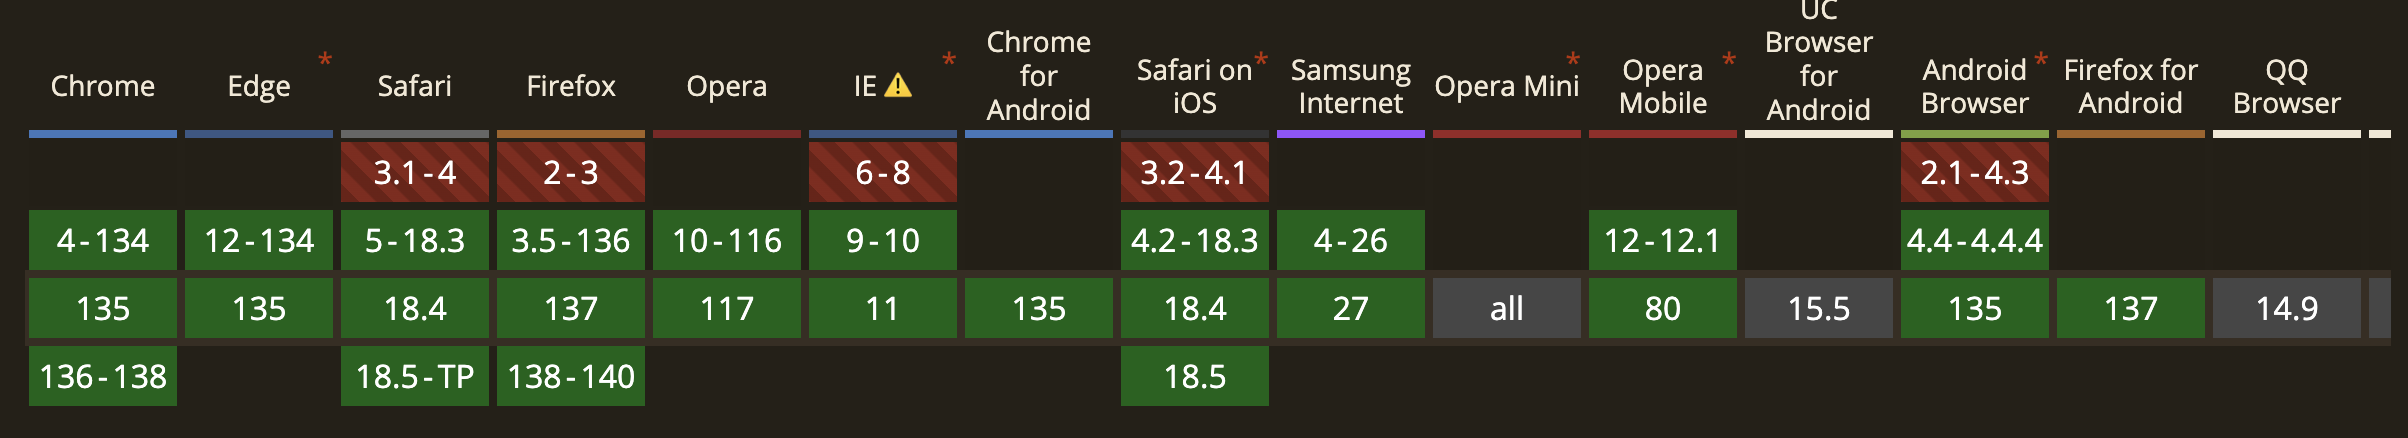 Chrome
Edge *
Safari
Firefox
Opera
IE ⚠ *
Chrome
for
Android
Safari on *
iOS
Samsung
Internet
Opera Mini *
Opera *
Mobile
UC
Browser
for
Android
Android *
Browser
Firefox for
Android
QQ
Browser
3.1-4 2-3 6-8 3.2-4.1 2.1-4.3
4-134 12-134 5-18.3 3.5-136 10-116 9-10 4.2-18.3 4-26 12-12.1 4.4-4.4.4
135 135 18.4 137 117 11 135 18.4 27 all 80 15.5 135 137 14.9
136-138 18.5-TP 138-140 18.5